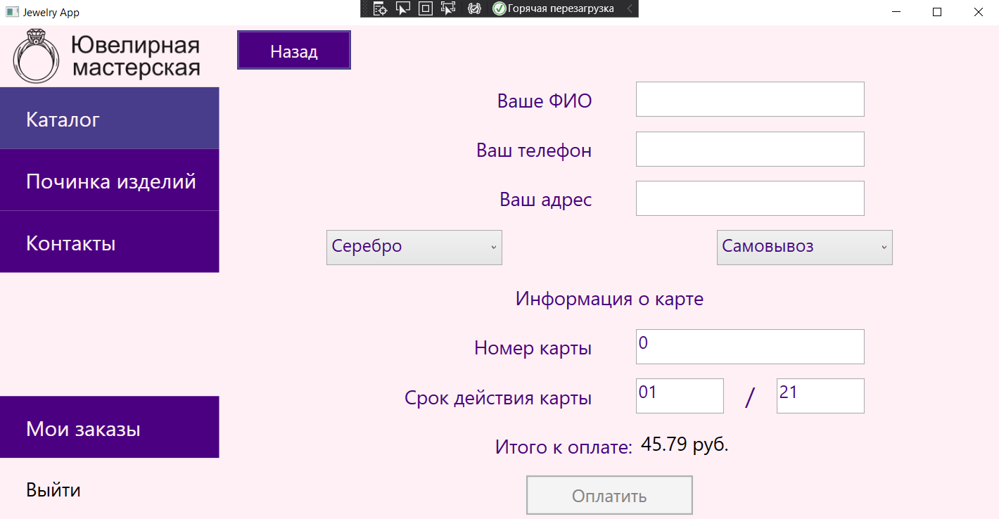 Jewelry App
Горячая перезагрузка
Ювелирная
мастерская
Назад
Каталог
Починка изделий
Контакты
Мои заказы
Выйти
Ваше ФИО
Ваш телефон
Ваш адрес
Серебро
Самовывоз
Информация о карте
Номер карты 0
Срок действия карты 01 / 21
Итого к оплате: 45.79 руб.
Оплатить